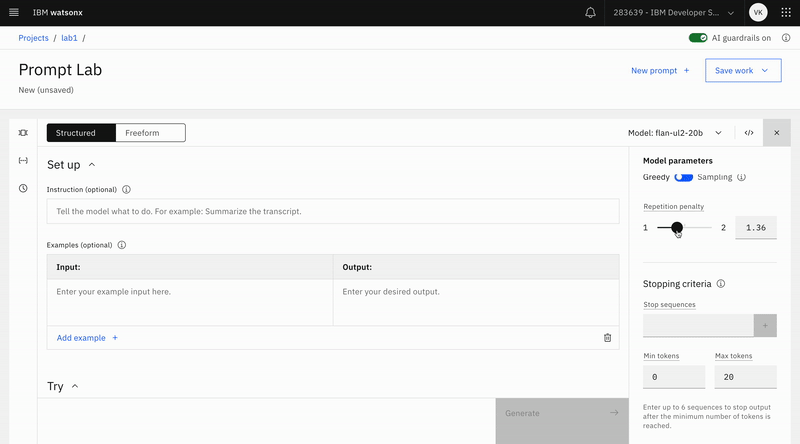 IBM watsonx
283639 - IBM Developer S...
VK
Projects / lab1 /
AI guardrails on
Prompt Lab
New prompt +
Save work
New (unsaved)
Structured
Freeform
Model: flan-ul2-20b
</>
Set up
Instruction (optional)
Tell the model what to do. For example: Summarize the transcript.
Examples (optional)
Input:
Output:
Enter your example input here.
Enter your desired output.
Add example +
Try
Generate
Model parameters
Greedy
Sampling
Repetition penalty
1
2
1.36
Stopping criteria
Stop sequences
+
Min tokens
Max tokens
0
20
Enter up to 6 sequences to stop output
after the minimum number of tokens is
reached.